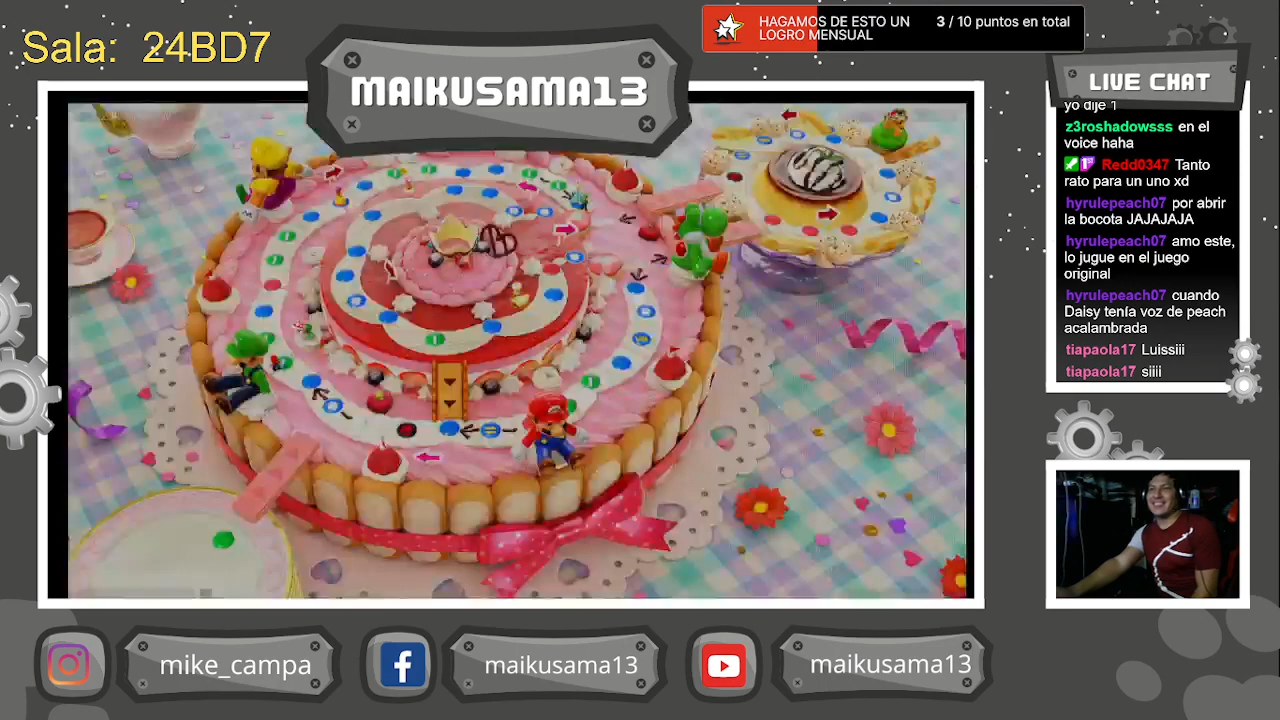 Sala: 24BD7
MAIKUSAMA13
HAGAMOS DE ESTO UN
LOGRO MENSUAL
3 / 10 puntos en total
LIVE CHAT
yo dije 1
z3roshadowsss en el
voice haha
Redd0347 Tanto
rato para un uno xd
hyrulepeach07 por abrir
la bocota JAJAJAJA
hyrulepeach07 amo este,
lo jugue en el juego
original
hyrulepeach07 cuando
Daisy tenía voz de peach
acalambrada
tiapaola17 Luissiii
tiapaola17 siiii
mike_campa
maikusama13
maikusama13